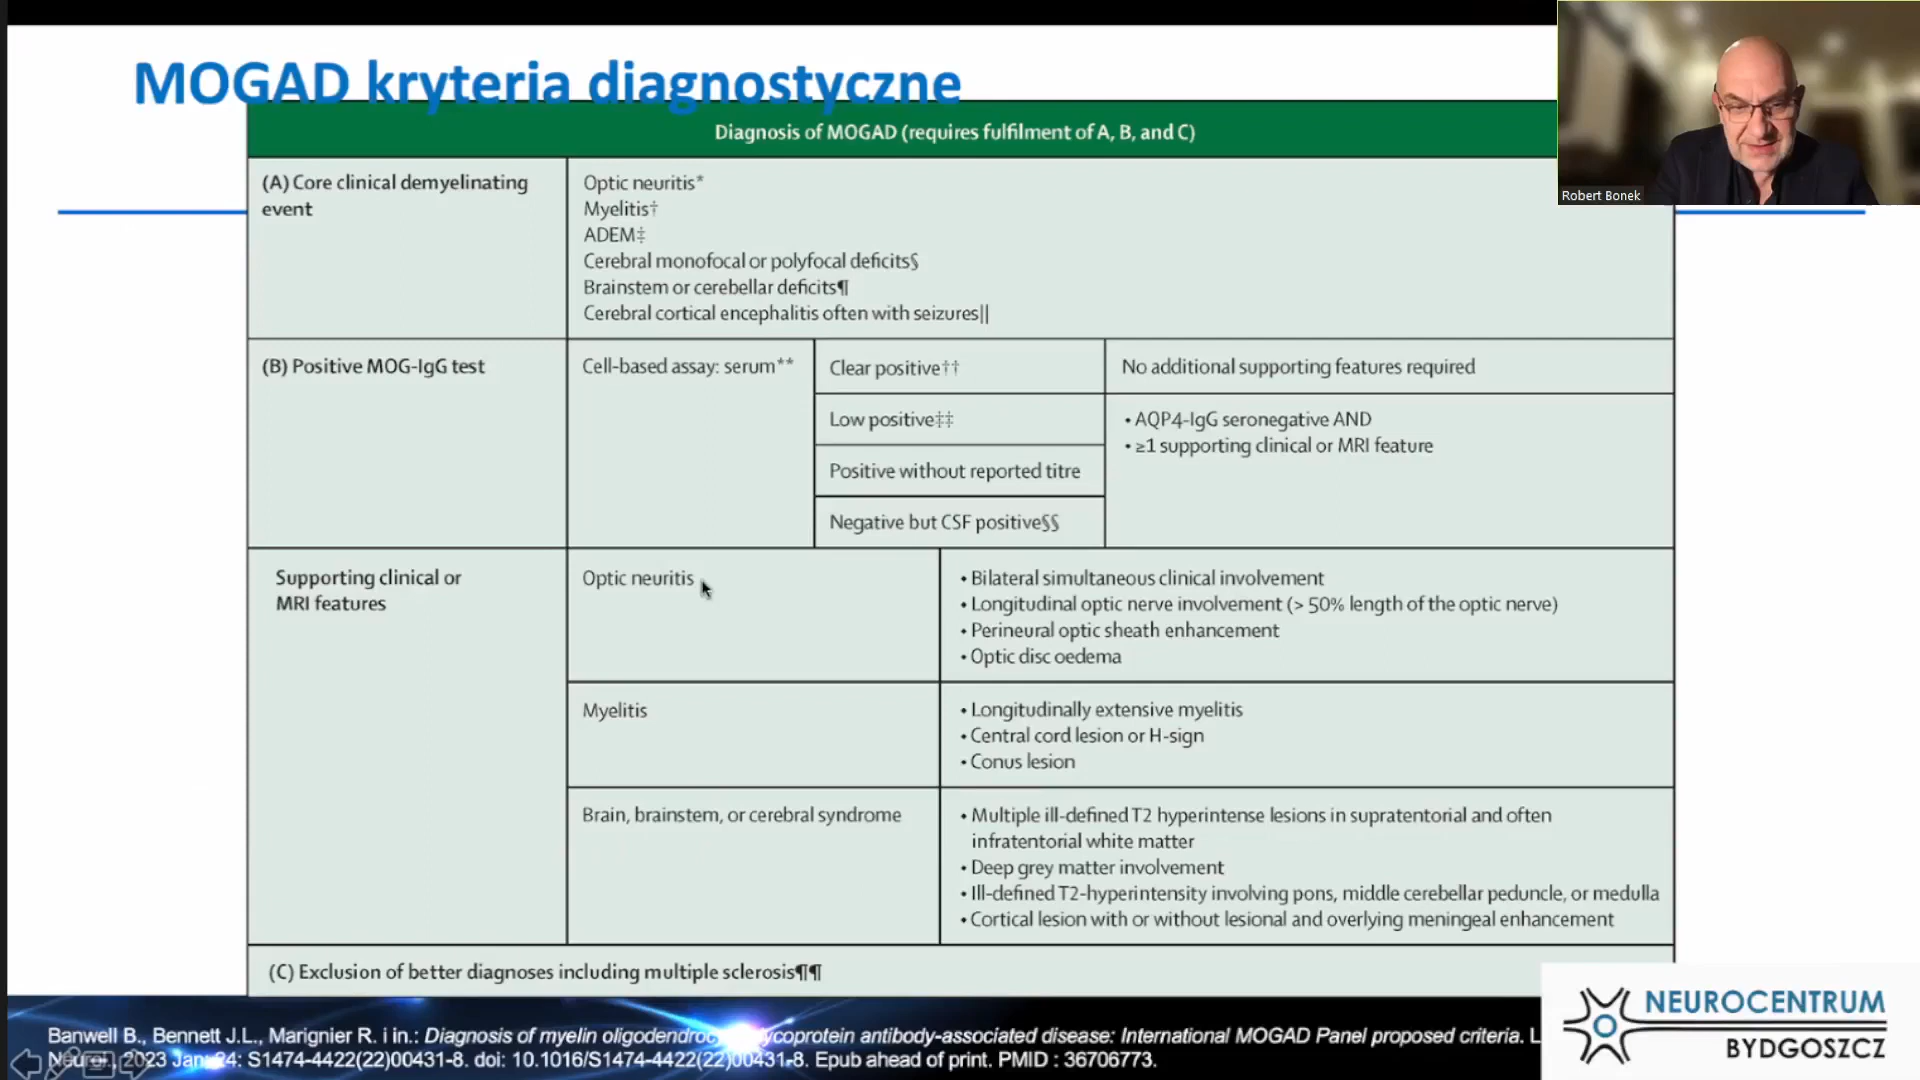 MOGAD kryteria diagnostyczne
Robert Bonek
Diagnosis of MOGAD (requires fulfilment of A, B, and C)
(A) Core clinical demyelinating
event
Optic neuritis*
Myelitis†
ADEM‡
Cerebral monofocal or polyfocal deficits§
Brainstem or cerebellar deficits¶
Cerebral cortical encephalitis often with seizures||
(B) Positive MOG-IgG test
Cell-based assay: serum**
Clear positive††
No additional supporting features required
Low positive‡‡
Positive without reported titre
Negative but CSF positive§§
• AQP4-IgG seronegative AND
• ≥1 supporting clinical or MRI feature
Supporting clinical or
MRI features
Optic neuritis
• Bilateral simultaneous clinical involvement
• Longitudinal optic nerve involvement (> 50% length of the optic nerve)
• Perineural optic sheath enhancement
• Optic disc oedema
Myelitis
• Longitudinally extensive myelitis
• Central cord lesion or H-sign
• Conus lesion
Brain, brainstem, or cerebral syndrome
• Multiple ill-defined T2 hyperintense lesions in supratentorial and often
infratentorial white matter
• Deep grey matter involvement
• Ill-defined T2-hyperintensity involving pons, middle cerebellar peduncle, or medulla
• Cortical lesion with or without lesional and overlying meningeal enhancement
(C) Exclusion of better diagnoses including multiple sclerosis¶¶
Banwell B., Bennett J.L., Marignier R. i in.: Diagnosis of myelin antibody-associated disease: International MOGAD Panel proposed criteria. L
2023 Jan 24: S1474-4422(22)00431-8. doi: 10.1016/S1474-4422(22)00431-8. Epub ahead of print. PMID : 36706773.
NEUROCENTRUM
BYDGOSZCZ